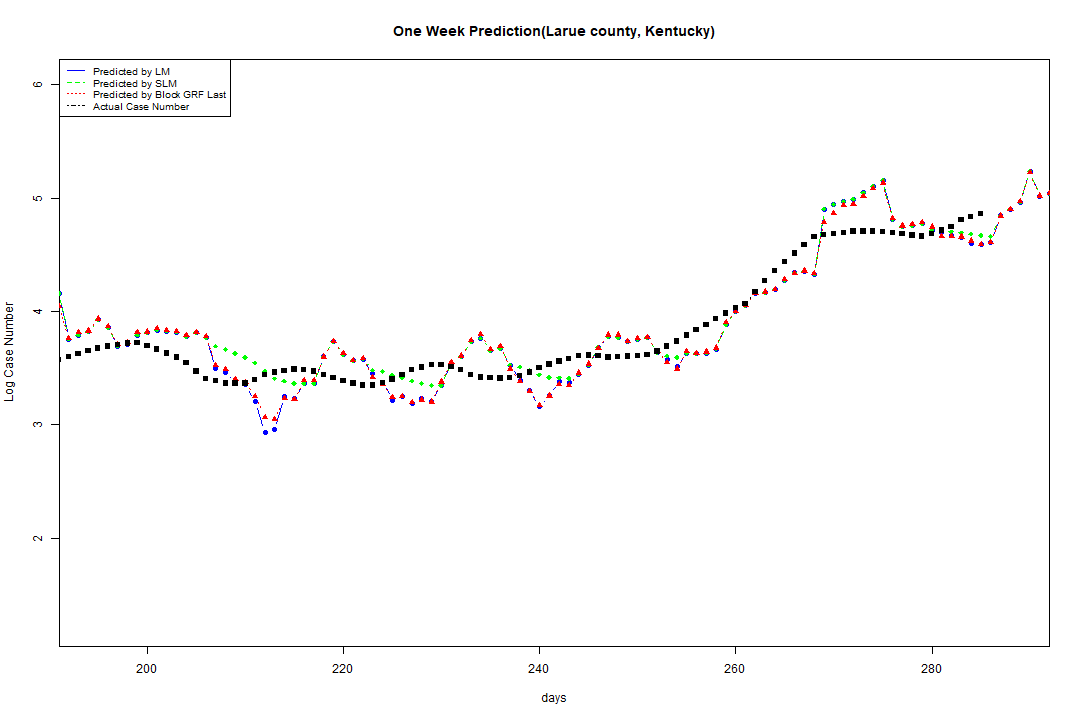 One Week Prediction(Larue county, Kentucky)
Predicted by LM
Predicted by SLM
Predicted by Block GRF Last
Actual Case Number
6
5
4
3
2
Log Case Number
200 220 240 260 280
days